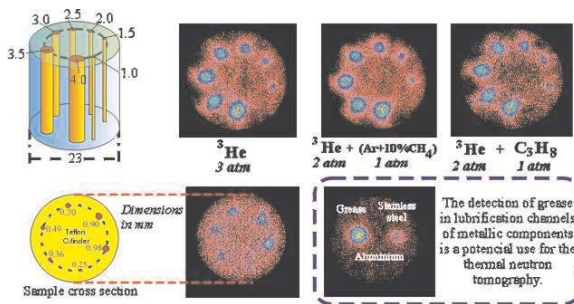 3.0
2.5
2.0
1.5
1.0
3.5
4.0
23
³He
3 atm
³He + (Ar+10%CH₄)
2 atm 1 atm
³He + C₃H₈
2 atm 1 atm
0.70
0.90
0.49
Teflon
Cylinder
0.98
0.36
0.25
Sample cross section
Dimensions
in mm
Grease
Stainless
steel
Aluminium
The detection of grease
in lubrification channels
of metallic components
is a potencial use for the
thermal neutron
tomography.